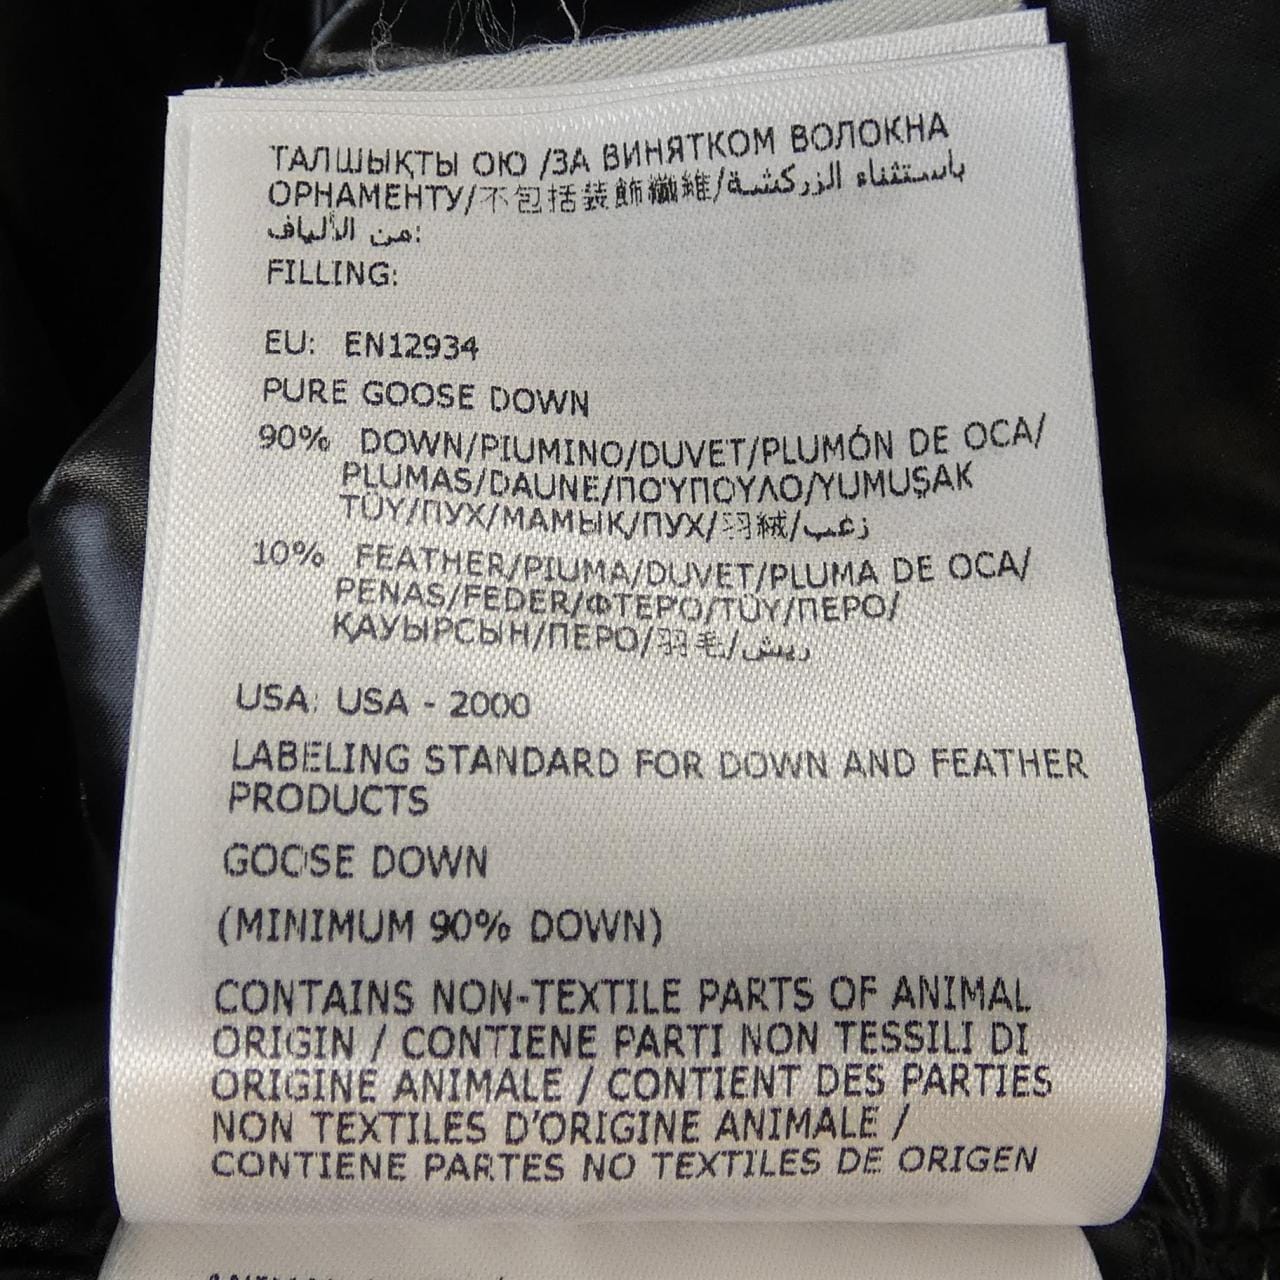 ТАЛШЫҚТЫ ОЮ /ЗА ВИНЯТКОМ ВОЛОКНА
ОРНАМЕНТУ/不包括装飾纖維/باستثناء الزركشة
من الألياف:
FILLING:
EU: EN12934
PURE GOOSE DOWN
90% DOWN/PIUMINO/DUVET/PLUMÓN DE OCA/
PLUMAS/DAUNE/ΠΟΎΠΟΥΛΟ/YUMUŞAK
TÜY/ПУХ/МАМЫҚ/ПУХ/羽絨/زغب
10% FEATHER/PIUMA/DUVET/PLUMA DE OCA/
PENAS/FEDER/ΦΤΕΡΌ/TÜY/ПЕРО/
ҚАУЫРСЫН/ПЕРО/羽毛/ريش
USA: USA - 2000
LABELING STANDARD FOR DOWN AND FEATHER
PRODUCTS
GOOSE DOWN
(MINIMUM 90% DOWN)
CONTAINS NON-TEXTILE PARTS OF ANIMAL
ORIGIN / CONTIENE PARTI NON TESSILI DI
ORIGINE ANIMALE / CONTIENT DES PARTIES
NON TEXTILES D'ORIGINE ANIMALE /
CONTIENE PARTES NO TEXTILES DE ORIGEN